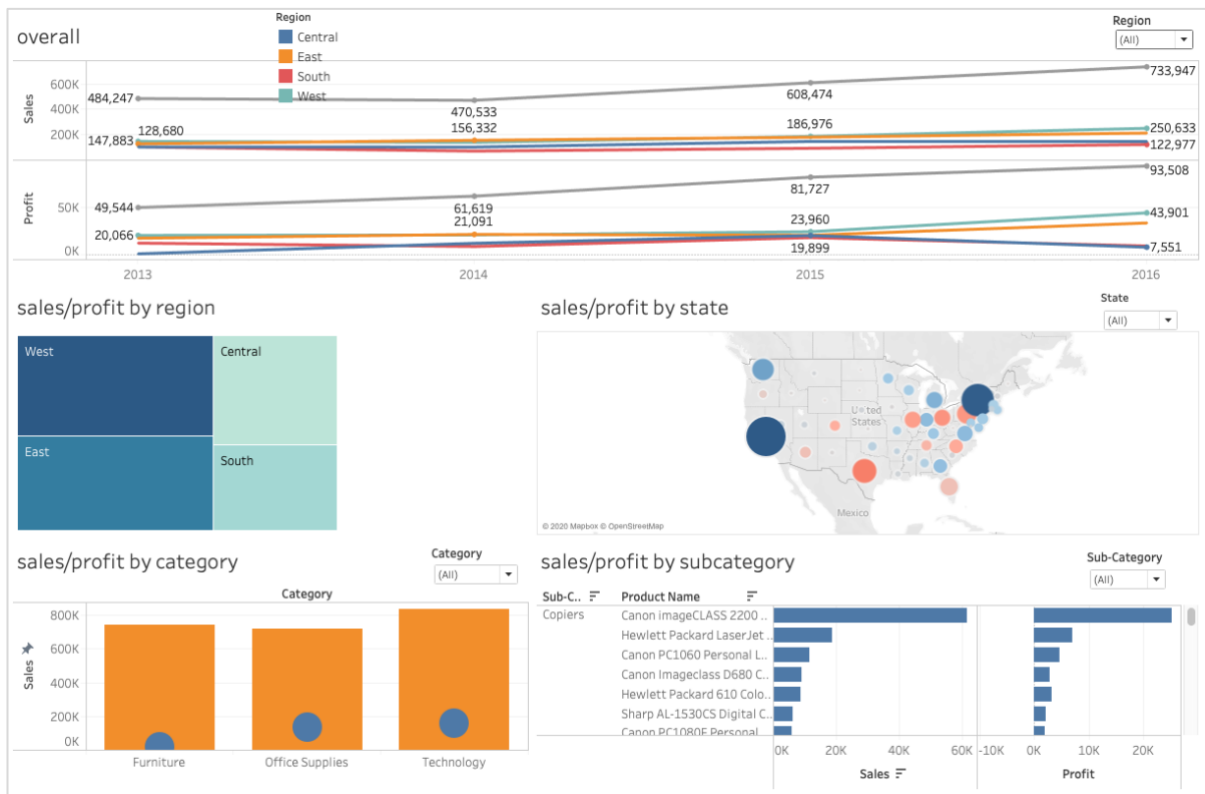 overall
Region
Central
East
South
West
Region
(All)
Sales
600K
400K
200K
484,247
147,883
128,680
470,533
156,332
608,474
186,976
733,947
250,633
122,977
Profit
50K
0K
49,544
20,066
61,619
21,091
81,727
23,960
19,899
93,508
43,901
7,551
2013 2014 2015 2016
sales/profit by region
West
Central
East
South
sales/profit by state
State
(All)
United
States
Mexico
© 2020 Mapbox © OpenStreetMap
sales/profit by category
Category
(All)
Category
Sales
800K
600K
400K
200K
0K
Furniture Office Supplies Technology
sales/profit by subcategory
Sub-Category
(All)
Sub-C.. Product Name
Copiers Canon imageCLASS 2200 ..
Hewlett Packard LaserJet ..
Canon PC1060 Personal L..
Canon Imageclass D680 C..
Hewlett Packard 610 Colo..
Sharp AL-1530CS Digital C..
Canon PC1080F Personal
0K 20K 40K 60K -10K 0K 10K 20K
Sales Profit